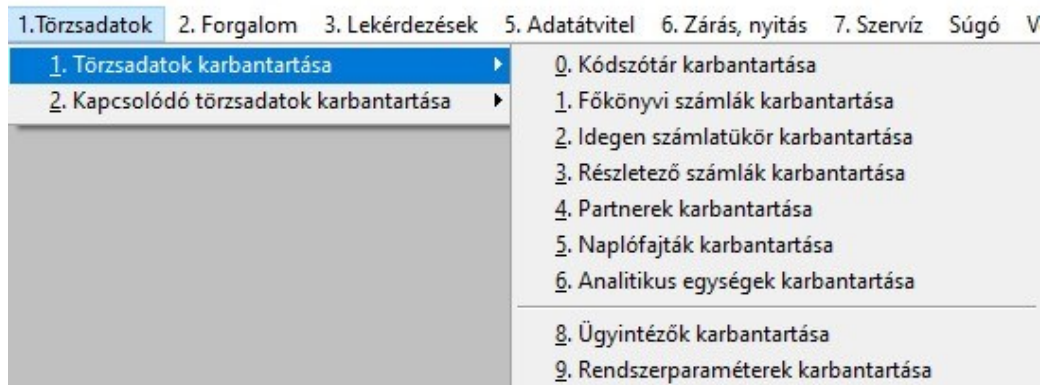 1.Törzsadatok 2. Forgalom 3. Lekérdezések 5. Adatátvitel 6. Zárás, nyitás 7. Szervíz Súgó
1. Törzsadatok karbantartása
2. Kapcsolódó törzsadatok karbantartása
0. Kódszótár karbantartása
1. Főkönyvi számlák karbantartása
2. Idegen számlatükör karbantartása
3. Részletező számlák karbantartása
4. Partnerek karbantartása
5. Naplófajták karbantartása
6. Analitikus egységek karbantartása
8. Ügyintézők karbantartása
9. Rendszerparaméterek karbantartása